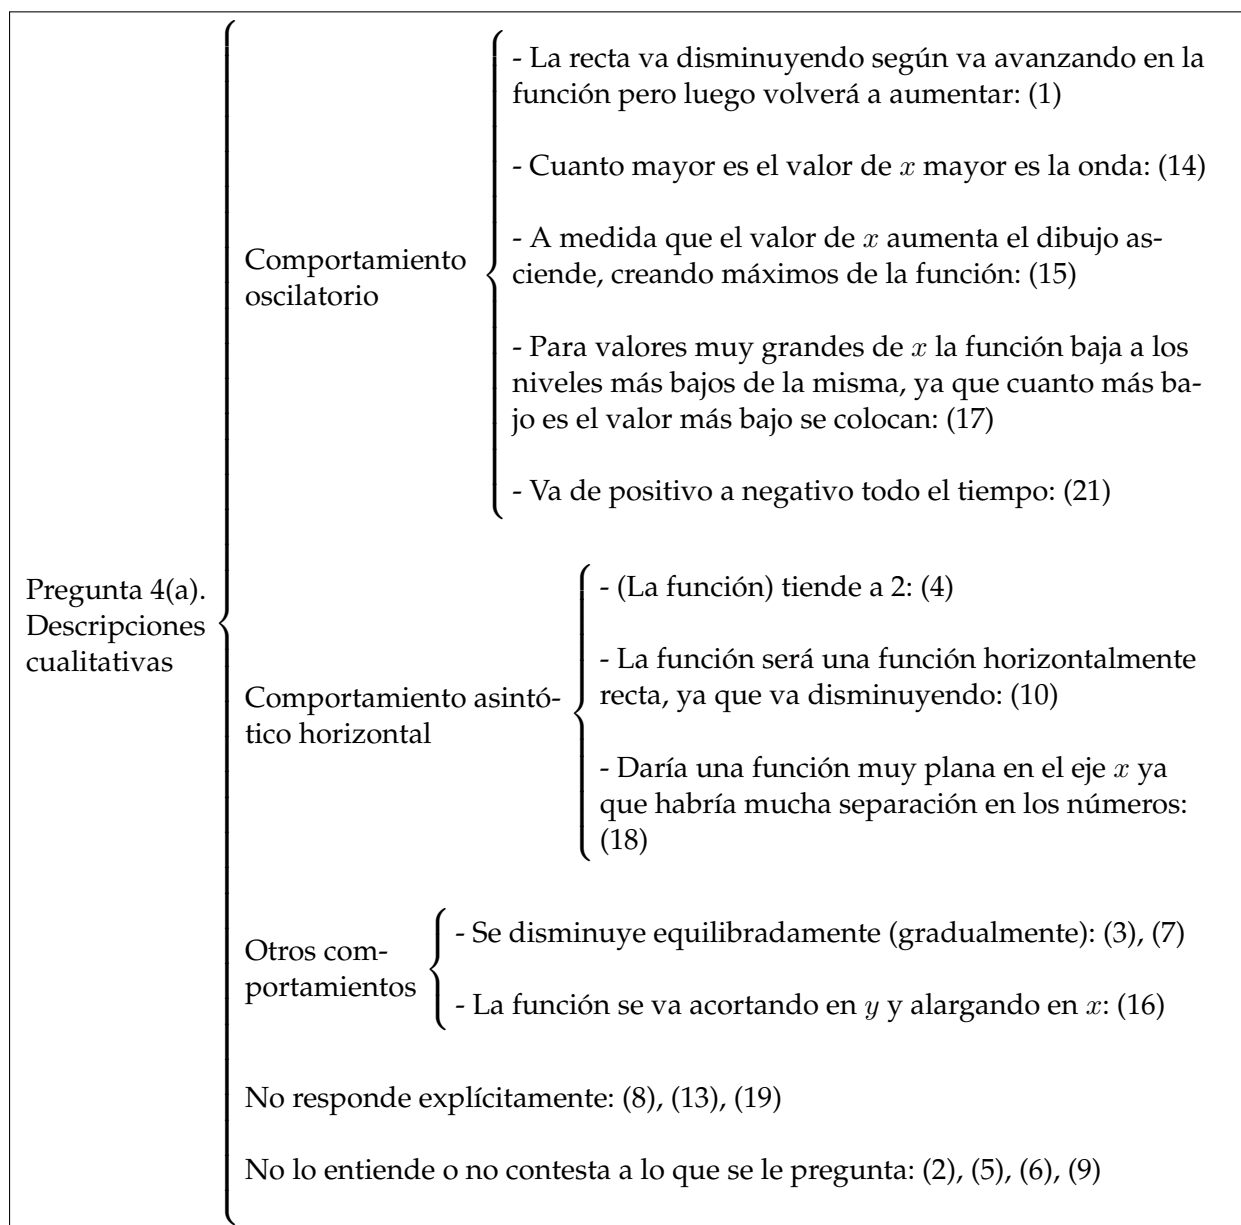 - La recta va disminuyendo según va avanzando en la
función pero luego volverá a aumentar: (1)
- Cuanto mayor es el valor de x mayor es la onda: (14)
- A medida que el valor de x aumenta el dibujo as-
ciende, creando máximos de la función: (15)
Comportamiento
oscilatorio
- Para valores muy grandes de x la función baja a los
niveles más bajos de la misma, ya que cuanto más ba-
jo es el valor más bajo se colocan: (17)
- Va de positivo a negativo todo el tiempo: (21)
Pregunta 4(a).
Descripciones
cualitativas
- (La función) tiende a 2: (4)
- La función será una función horizontalmente
recta, ya que va disminuyendo: (10)
Comportamiento asintó-
tico horizontal
- Daría una función muy plana en el eje x ya
que habría mucha separación en los números:
(18)
Otros com-
portamientos
- Se disminuye equilibradamente (gradualmente): (3), (7)
- La función se va acortando en y y alargando en x: (16)
No responde explícitamente: (8), (13), (19)
No lo entiende o no contesta a lo que se le pregunta: (2), (5), (6), (9)